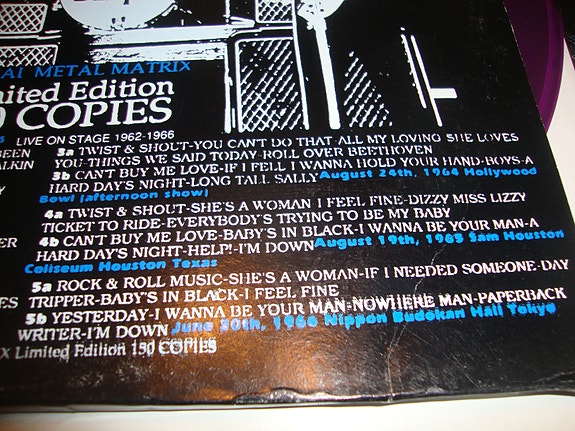 AI METAL MATRIX
mited Edition
0 COPIES
LIVE ON STAGE 1962-1966
BEEN
ALKIN
3a TWIST & SHOUT-YOU CAN'T DO THAT ALL MY LOVING SHE LOVES
YOU-THINGS WE SAID TODAY-ROLL OVER BEETHOVEN
3b CAN'T BUY ME LOVE-IF I FELL I WANNA HOLD YOUR HAND-BOYS-A
HARD DAY'S NIGHT-LONG TALL SALLY August 24th, 1964 Hollywood
Bowl (afternoon show)
4a TWIST & SHOUT-SHE'S A WOMAN I FEEL FINE-DIZZY MISS LIZZY
TICKET TO RIDE-EVERYBODY'S TRYING TO BE MY BABY
4b CAN'T BUY ME LOVE-BABY'S IN BLACK-I WANNA BE YOUR MAN-A
HARD DAY'S NIGHT-HELP!-I'M DOWN August 19th, 1965 Sam Houston
Coliseum Houston Texas
5a ROCK & ROLL MUSIC-SHE'S A WOMAN-IF I NEEDED SOMEONE-DAY
TRIPPER-BABY'S IN BLACK-I FEEL FINE
5b YESTERDAY-I WANNA BE YOUR MAN-NOWHERE MAN-PAPERBACK
WRITER-I'M DOWN June 30th, 1966 Nippon Budokan Hall Tokyo
X Limited Edition 150 COPIES